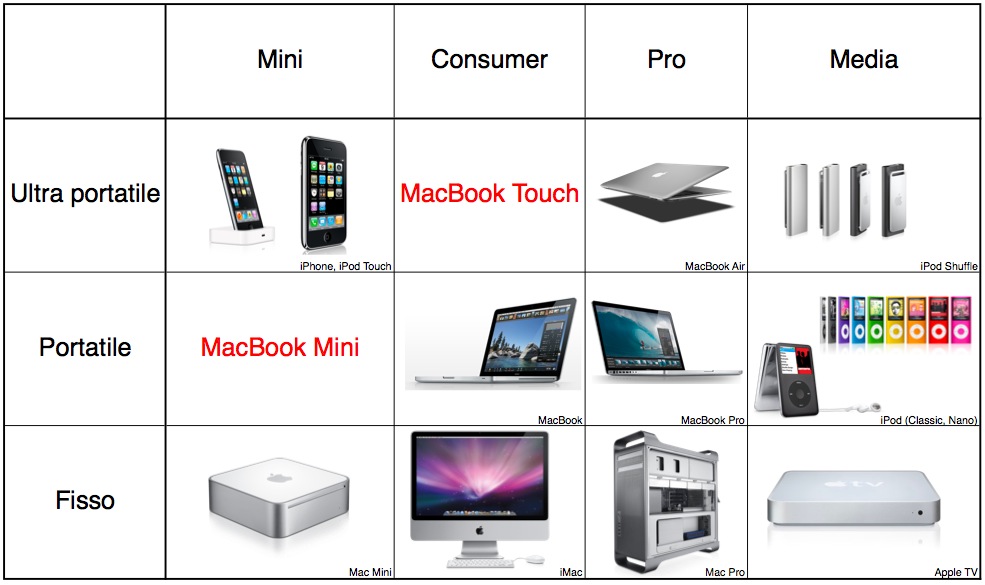 Mini
Consumer
Pro
Media
Ultra portatile
iPhone, iPod Touch
MacBook Touch
MacBook Air
iPod Shuffle
Portatile
MacBook Mini
MacBook
MacBook Pro
iPod (Classic, Nano)
Fisso
Mac Mini
iMac
Mac Pro
tv
Apple TV